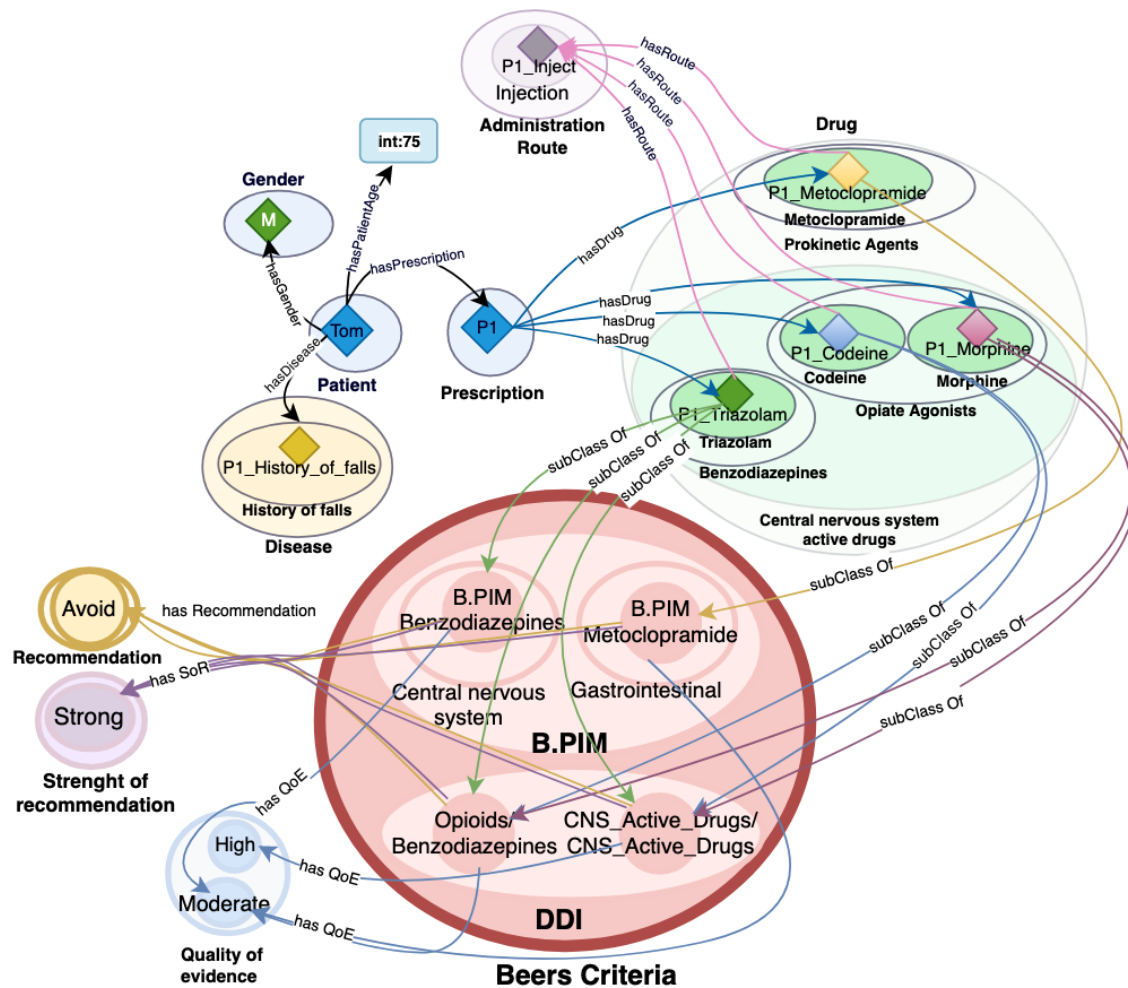 hasRoute
hasRoute
hasRoute
hasRoute
P1_Inject
Injection
Administration
Route
int:75
Drug
Gender
M
hasPatientAge
hasGender
hasPrescription
hasDrug
hasDrug
hasDrug
hasDrug
P1_Metoclopramide
Metoclopramide
Prokinetic Agents
Tom
Patient
P1
Prescription
hasDisease
P1_Codeine
Codeine
P1_Morphine
Morphine
Opiate Agonists
P1_Triazolam
Triazolam
Benzodiazepines
P1_History_of_falls
History of falls
Disease
subClass Of
subClass Of
subClass Of
Central nervous system
active drugs
subClass Of
subClass Of
subClass Of
subClass Of
subClass Of
Avoid
Recommendation
has Recommendation
has SoR
Strong
Strenght of
recommendation
B.PIM
Benzodiazepines
B.PIM
Metoclopramide
Central nervous
system
Gastrointestinal
B.PIM
has QoE
Opioids/
Benzodiazepines
CNS_Active_Drugs/
CNS_Active_Drugs
High
has QoE
Moderate
has QoE
DDI
Quality of
evidence
Beers Criteria